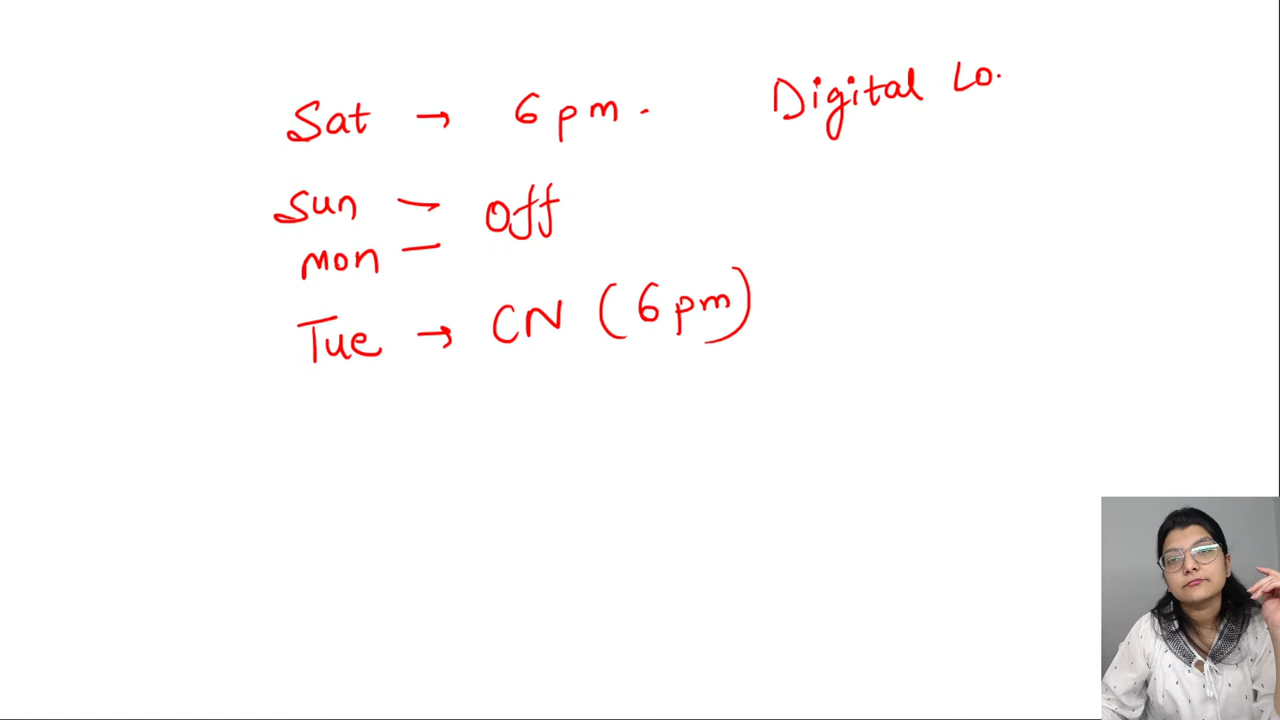 Sat → 6 pm. Digital Lo.
Sun — Off
mon —
Tue → CN (6 pm)